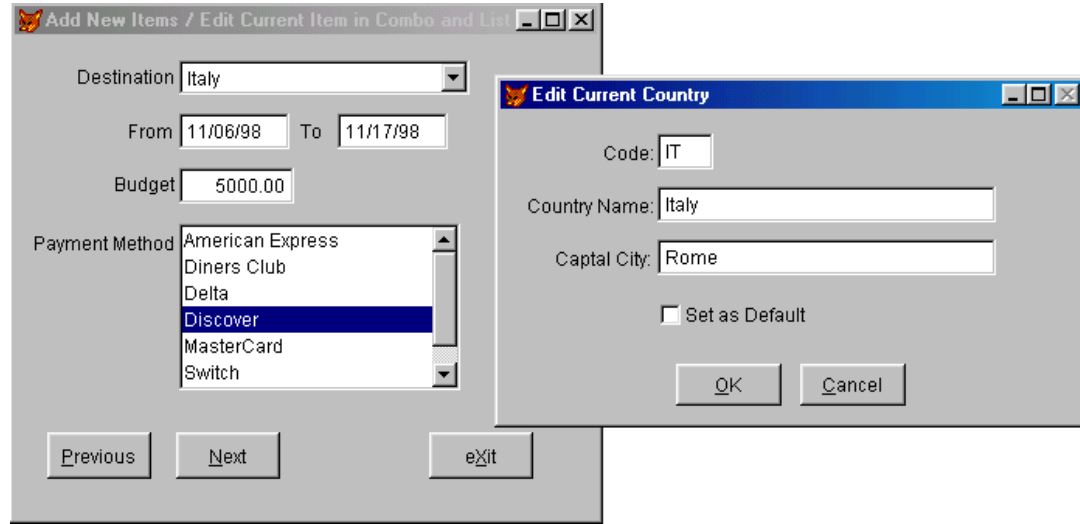 Add New Items / Edit Current Item in Combo and List
Destination Italy
From 11/06/98 To 11/17/98
Budget 5000.00
Payment Method American Express
Diners Club
Delta
Discover
MasterCard
Switch
Previous Next eXit
Edit Current Country
Code: IT
Country Name: Italy
Captal City: Rome
Set as Default
OK Cancel